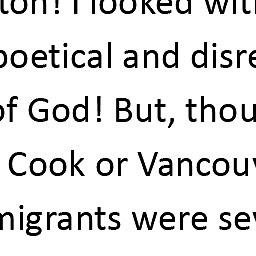 ton! I looked with
poetical and disre
of God! But, thou
Cook or Vancouv
migrants were sev